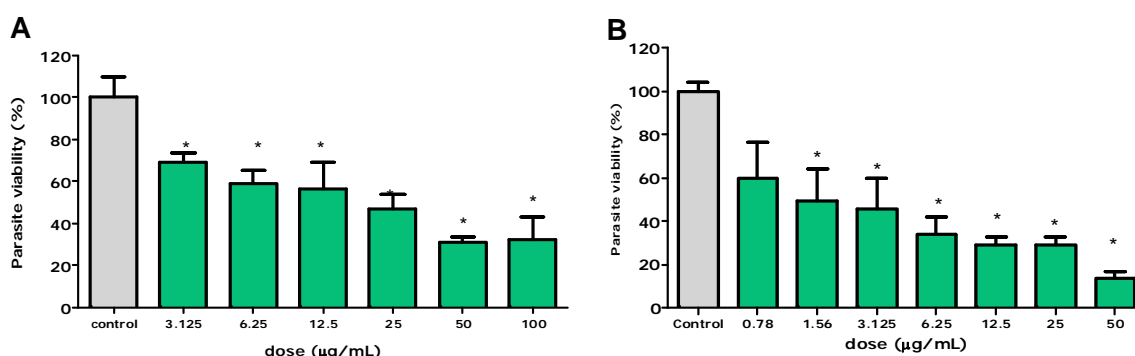 A
120
100
80
60
40
20
0
Parasite viability (%)
* * * * * *
control 3.125 6.25 12.5 25 50 100
dose (µg/mL)
B
120
100
80
60
40
20
0
Parasite viability (%)
* * * * * *
Control 0.78 1.56 3.125 6.25 12.5 25 50
dose (µg/mL)